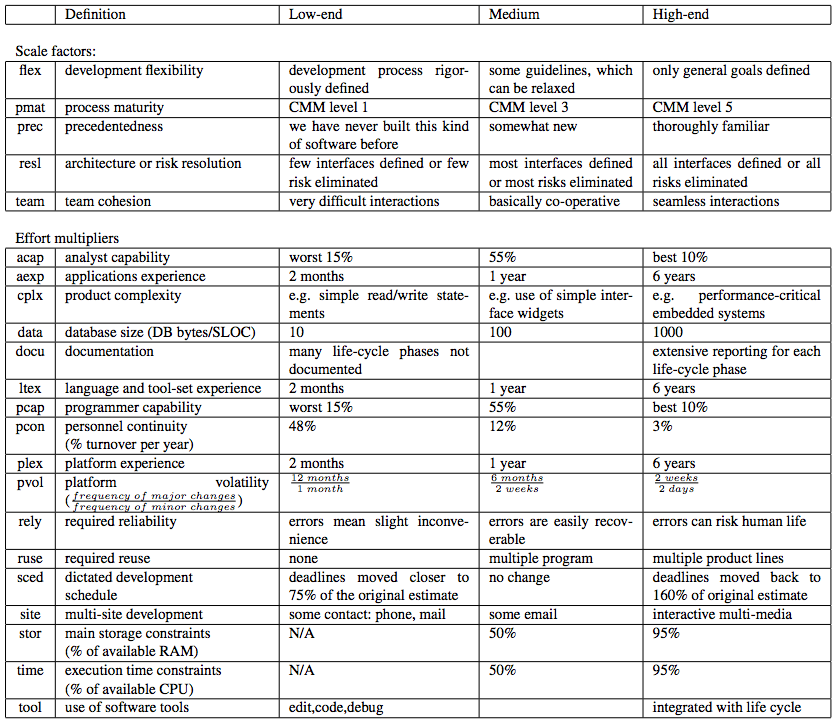 Definition Low-end Medium High-end
Scale factors:
flex development flexibility development process rigor- some guidelines, which only general goals defined
ously defined can be relaxed
pmat process maturity CMM level 1 CMM level 3 CMM level 5
prec precedentedness we have never built this kind somewhat new thoroughly familiar
of software before
resl architecture or risk resolution few interfaces defined or few most interfaces defined all interfaces defined or all
risk eliminated or most risks eliminated risks eliminated
team team cohesion very difficult interactions basically co-operative seamless interactions
Effort multipliers
acap analyst capability worst 15% 55% best 10%
aexp applications experience 2 months 1 year 6 years
cplx product complexity e.g. simple read/write state- e.g. use of simple inter- e.g. performance-critical
ments face widgets embedded systems
data database size (DB bytes/SLOC) 10 100 1000
docu documentation many life-cycle phases not extensive reporting for each
documented life-cycle phase
ltex language and tool-set experience 2 months 1 year 6 years
pcap programmer capability worst 15% 55% best 10%
pcon personnel continuity 48% 12% 3%
(% turnover per year)
plex platform experience 2 months 1 year 6 years
pvol platform volatility 12 months / 1 month 6 months / 2 weeks 2 weeks / 2 days
(frequency of major changes / frequency of minor changes)
rely required reliability errors mean slight inconve- errors are easily recov- errors can risk human life
nience erable
ruse required reuse none multiple program multiple product lines
sced dictated development deadlines moved closer to no change deadlines moved back to
schedule 75% of the original estimate 160% of original estimate
site multi-site development some contact: phone, mail some email interactive multi-media
stor main storage constraints N/A 50% 95%
(% of available RAM)
time execution time constraints N/A 50% 95%
(% of available CPU)
tool use of software tools edit,code,debug integrated with life cycle